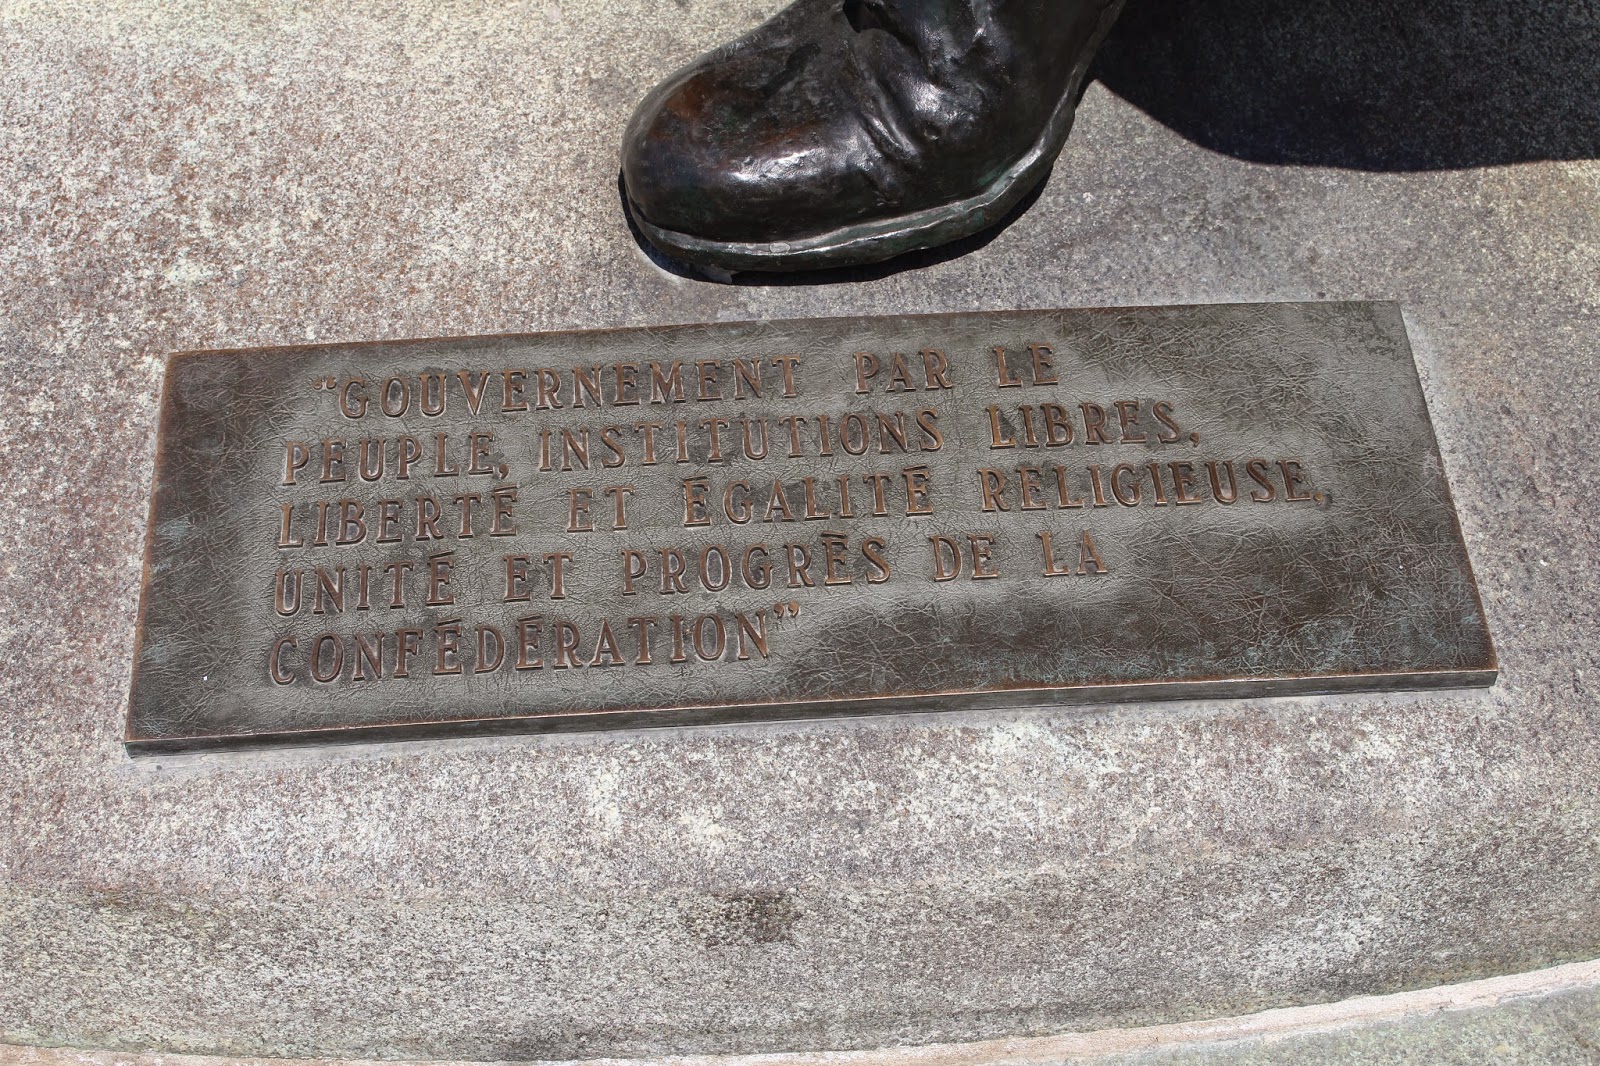 “GOUVERNEMENT PAR LE
PEUPLE, INSTITUTIONS LIBRES,
LIBERTÉ ET ÉGALITÉ RELIGIEUSE,
UNITÉ ET PROGRÈS DE LA
CONFÉDÉRATION”